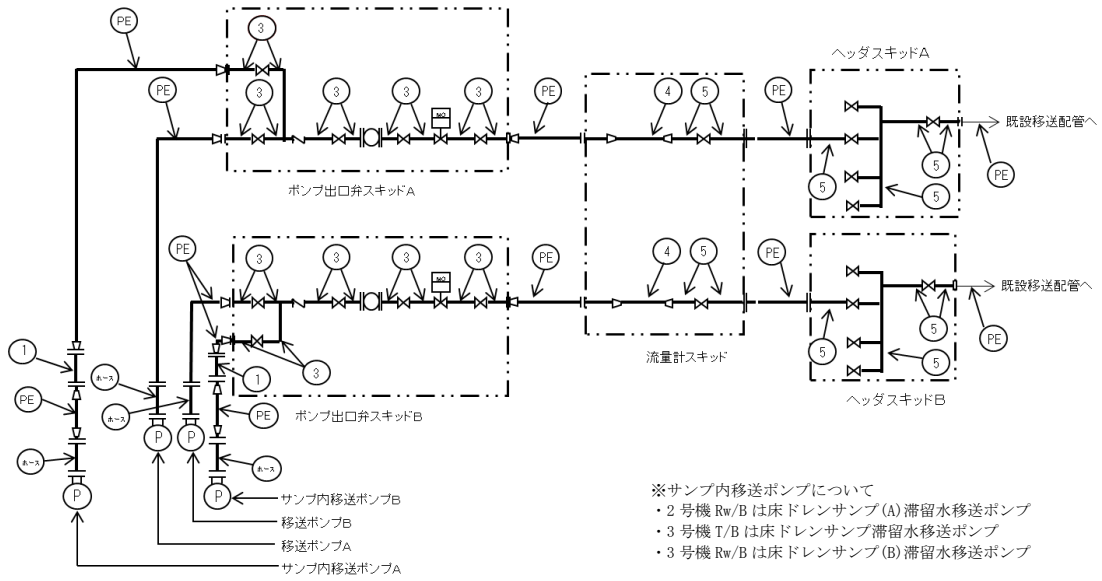 PE
3
ヘッダスキッドA
PE
3
3
3
3
MO
PE
4
5
PE
既設移送配管へ
5
5
5
PE
ポンプ出口弁スキッドA
PE
3
3
3
3
MO
PE
4
5
PE
既設移送配管へ
5
5
5
PE
1
ホース
3
1
流量計スキッド
ヘッダスキッドB
PE
ホース
PE
ポンプ出口弁スキッドB
P
P
ホース
ホース
P
P
サンプ内移送ポンプB
移送ポンプB
移送ポンプA
サンプ内移送ポンプA
※サンプ内移送ポンプについて
・2 号機 Rw/B は床ドレンサンプ(A)滞留水移送ポンプ
・3 号機 T/B は床ドレンサンプ滞留水移送ポンプ
・3 号機 Rw/B は床ドレンサンプ(B)滞留水移送ポンプ